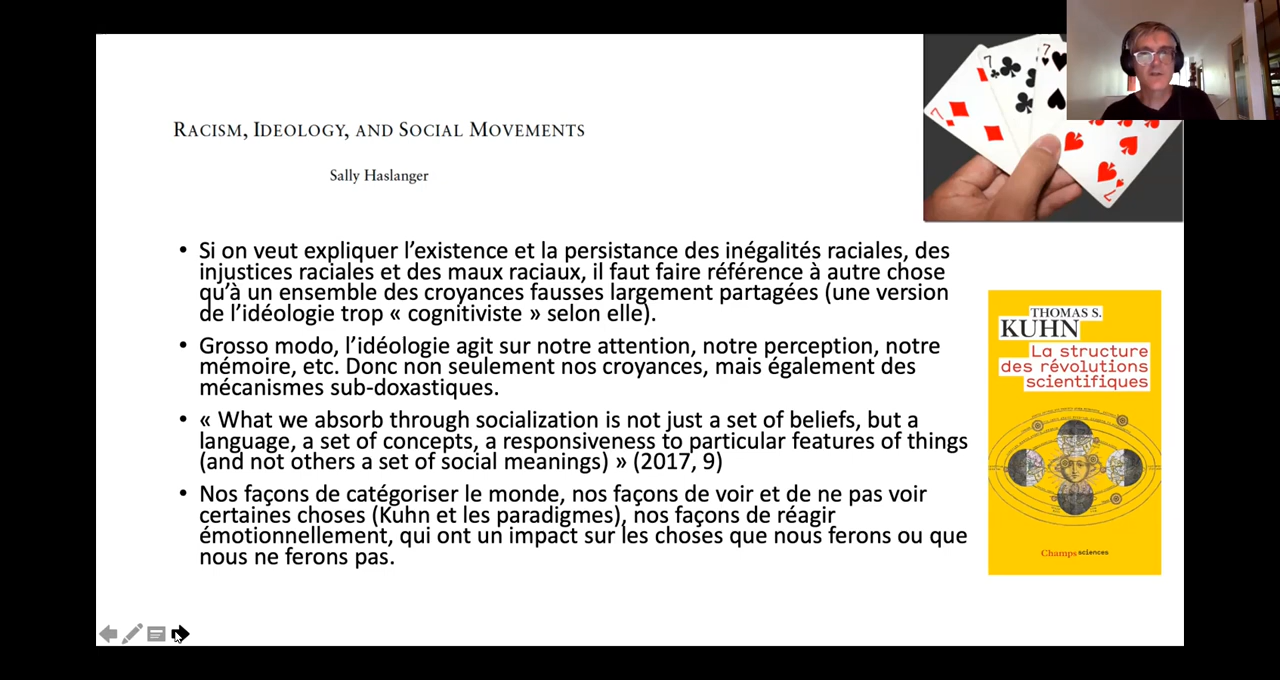 RACISM, IDEOLOGY, AND SOCIAL MOVEMENTS
Sally Haslanger
• Si on veut expliquer l’existence et la persistance des inégalités raciales, des
injustices raciales et des maux raciaux, il faut faire référence à autre chose
qu’à un ensemble des croyances fausses largement partagées (une version
de l’idéologie trop « cognitiviste » selon elle).
• Grosso modo, l’idéologie agit sur notre attention, notre perception, notre
mémoire, etc. Donc non seulement nos croyances, mais également des
mécanismes sub-doxastiques.
• « What we absorb through socialization is not just a set of beliefs, but a
language, a set of concepts, a responsiveness to particular features of things
(and not others a set of social meanings) » (2017, 9)
• Nos façons de catégoriser le monde, nos façons de voir et de ne pas voir
certaines choses (Kuhn et les paradigmes), nos façons de réagir
émotionnellement, qui ont un impact sur les choses que nous ferons ou que
nous ne ferons pas.
7
7
7
7
THOMAS S.
KUHN
La structure
des révolutions
scientifiques
Champs sciences